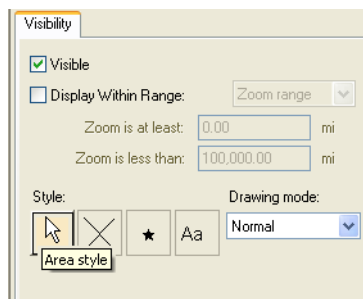 Visibility
Visible
Display Within Range: Zoom range
Zoom is at least: 0.00 mi
Zoom is less than: 100,000.00 mi
Style: Drawing mode:
Aa Normal
Area style